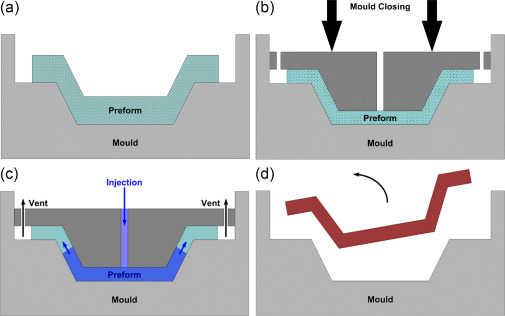 (a)
Preform
Mould
(b)
Mould Closing
Preform
Mould
(c)
Injection
Vent
Vent
Preform
Mould
(d)
Mould